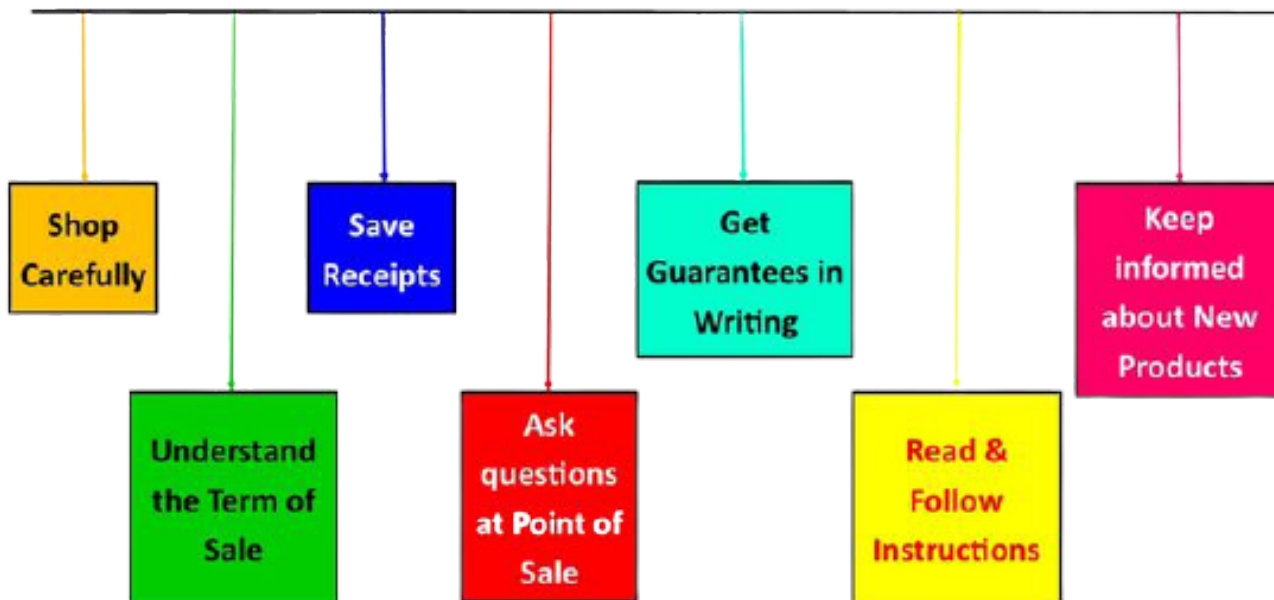 Shop
Carefully
Understand
the Term of
Sale
Save
Receipts
Ask
questions
at Point of
Sale
Get
Guarantees in
Writing
Read &
Follow
Instructions
Keep
informed
about New
Products